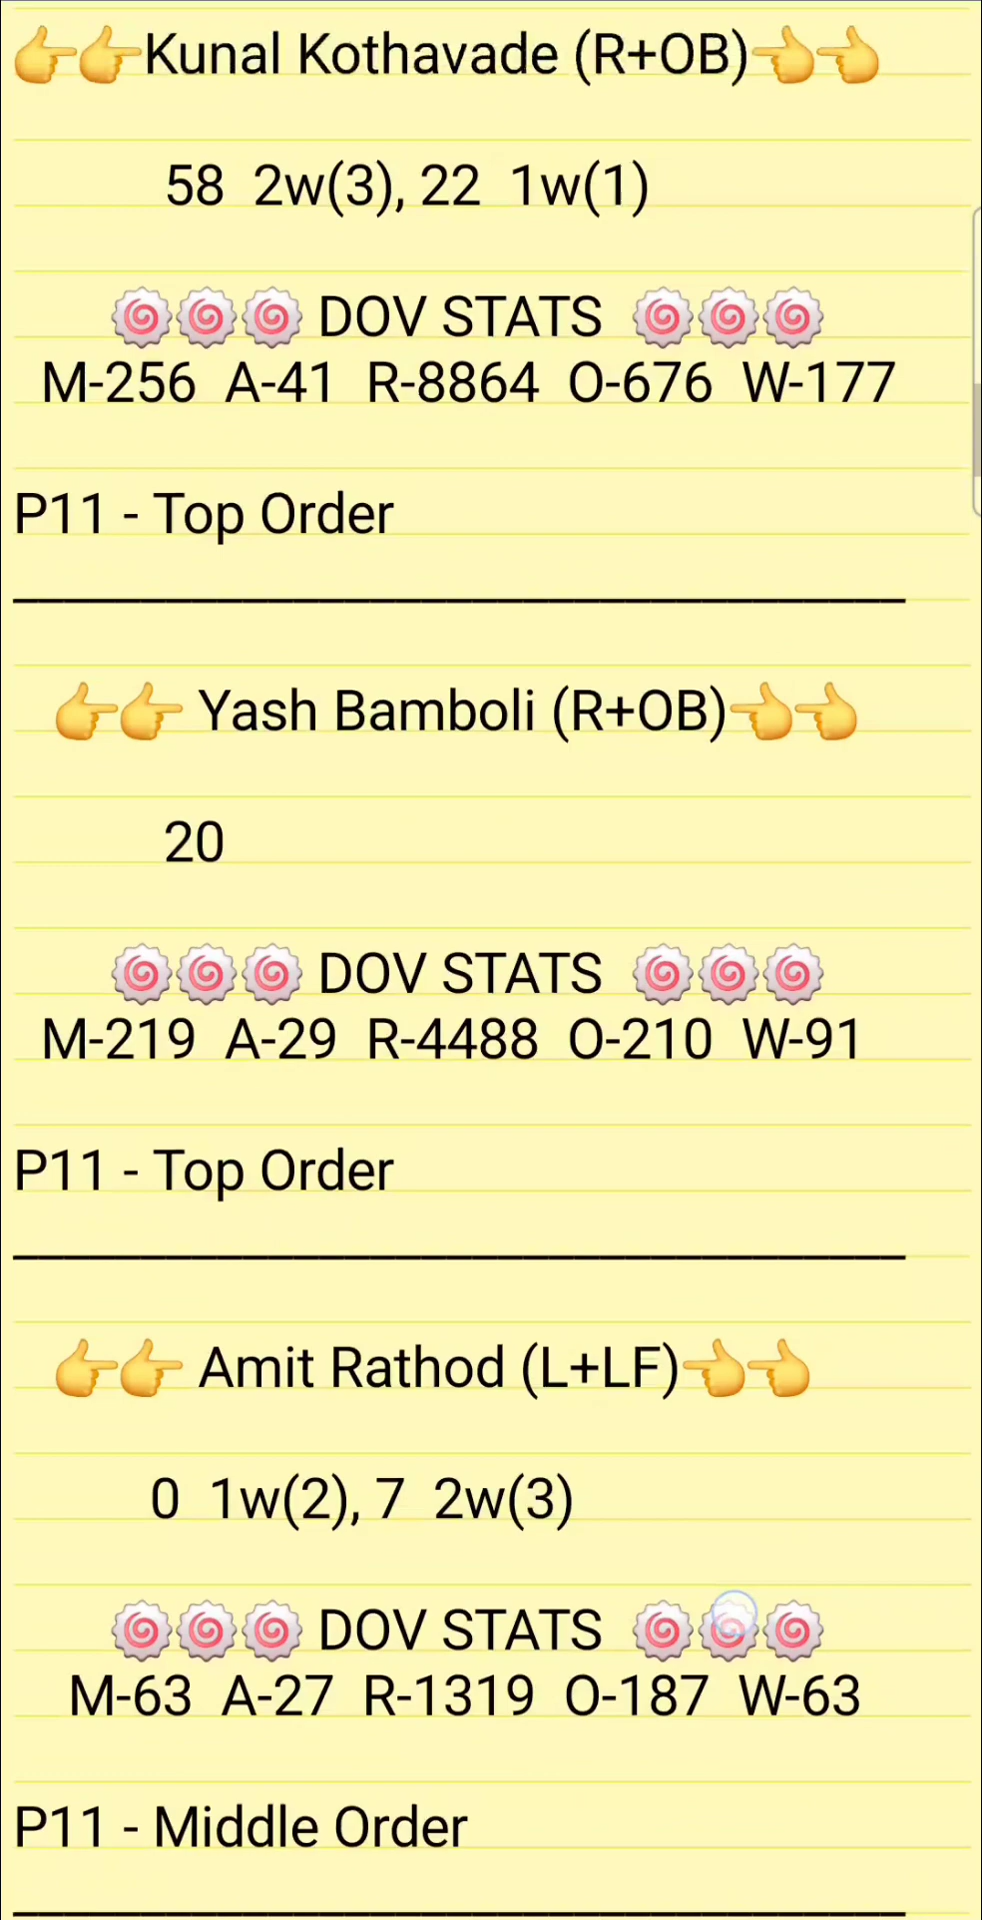 👉👉Kunal Kothavade (R+OB)👈👈
58 2w(3), 22 1w(1)
🍥🍥🍥 DOV STATS 🍥🍥🍥
M-256 A-41 R-8864 O-676 W-177
P11 - Top Order
👉👉 Yash Bamboli (R+OB)👈👈
20
🍥🍥🍥 DOV STATS 🍥🍥🍥
M-219 A-29 R-4488 O-210 W-91
P11 - Top Order
👉👉 Amit Rathod (L+LF)👈👈
0 1w(2), 7 2w(3)
🍥🍥🍥 DOV STATS 🍥🍥🍥
M-63 A-27 R-1319 O-187 W-63
P11 - Middle Order